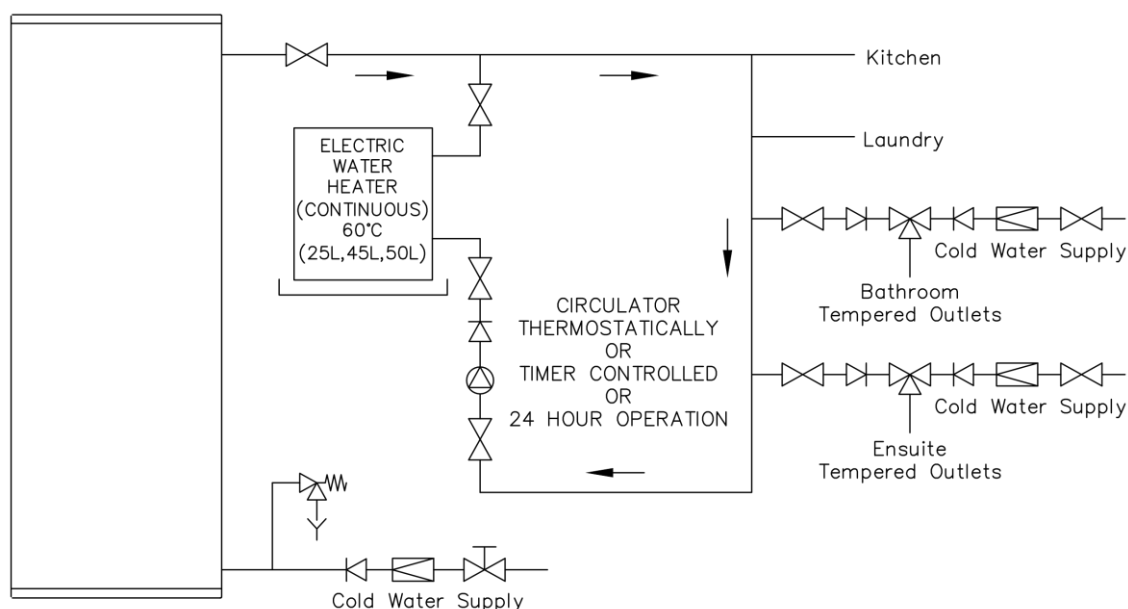 Kitchen
Laundry
ELECTRIC
WATER
HEATER
(CONTINUOUS)
60°C
(25L,45L,50L)
Cold Water Supply
Bathroom
Tempered Outlets
CIRCULATOR
THERMOSTATICALLY
OR
TIMER CONTROLLED
OR
24 HOUR OPERATION
Cold Water Supply
Ensuite
Tempered Outlets
Cold Water Supply